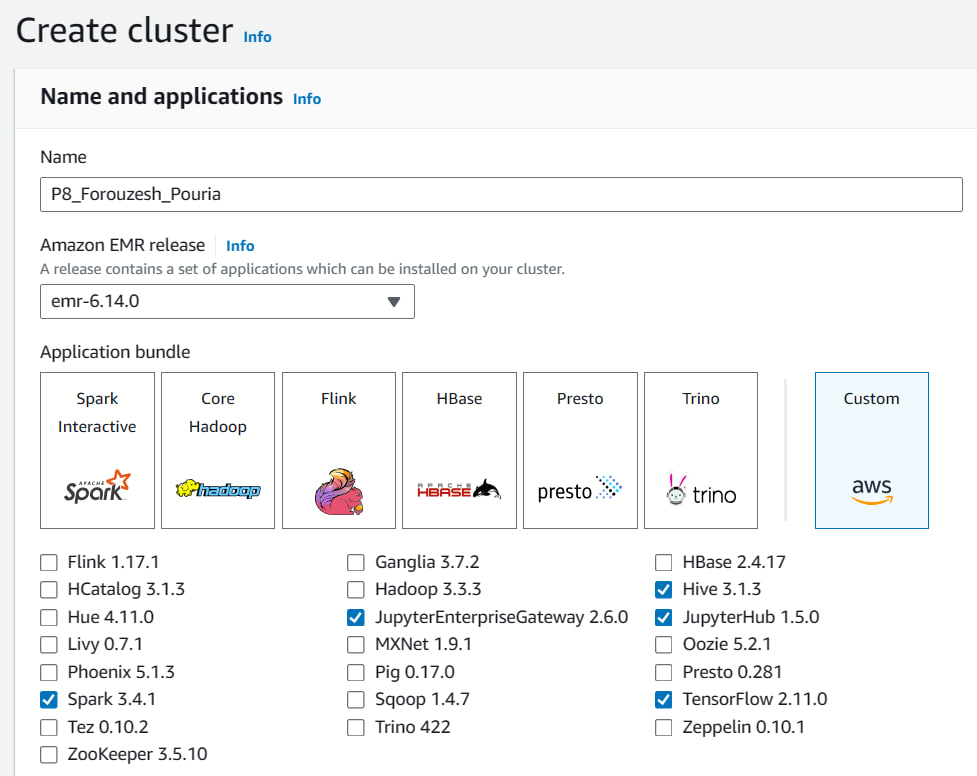 Create cluster Info
Name and applications Info
Name
P8_Forouzesh_Pouria
Amazon EMR release Info
A release contains a set of applications which can be installed on your cluster.
emr-6.14.0
Application bundle
Spark Interactive
APACHE Spark
Core Hadoop
hadoop
Flink
HBase
APACHE HBASE
Presto
presto
Trino
trino
Custom
aws
Flink 1.17.1 Ganglia 3.7.2 HBase 2.4.17
HCatalog 3.1.3 Hadoop 3.3.3 Hive 3.1.3
Hue 4.11.0 JupyterEnterpriseGateway 2.6.0 JupyterHub 1.5.0
Livy 0.7.1 MXNet 1.9.1 Oozie 5.2.1
Phoenix 5.1.3 Pig 0.17.0 Presto 0.281
Spark 3.4.1 Sqoop 1.4.7 TensorFlow 2.11.0
Tez 0.10.2 Trino 422 Zeppelin 0.10.1
ZooKeeper 3.5.10